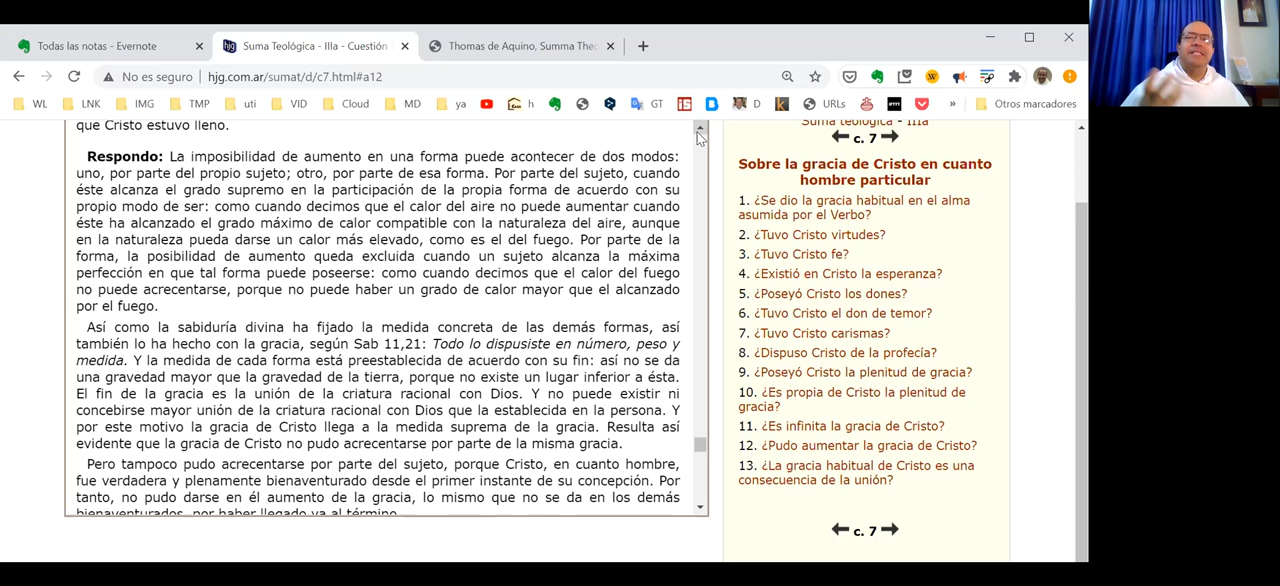 Todas las notas - Evernote
Suma Teológica - IIIa - Cuestión
Thomas de Aquino, Summa Theo
No es seguro
hjg.com.ar/sumat/d/c7.html#a12
WL
LNK
IMG
TMP
uti
VID
Cloud
MD
ya
h
GT
D
URLs
»
Otros marcadores
que Cristo estuvo lleno.
Respondo: La imposibilidad de aumento en una forma puede acontecer de dos modos:
uno, por parte del propio sujeto; otro, por parte de esa forma. Por parte del sujeto, cuando
éste alcanza el grado supremo en la participación de la propia forma de acuerdo con su
propio modo de ser: como cuando decimos que el calor del aire no puede aumentar cuando
éste ha alcanzado el grado máximo de calor compatible con la naturaleza del aire, aunque
en la naturaleza pueda darse un calor más elevado, como es el del fuego. Por parte de la
forma, la posibilidad de aumento queda excluida cuando un sujeto alcanza la máxima
perfección en que tal forma puede poseerse: como cuando decimos que el calor del fuego
no puede acrecentarse, porque no puede haber un grado de calor mayor que el alcanzado
por el fuego.
Así como la sabiduría divina ha fijado la medida concreta de las demás formas, así
también lo ha hecho con la gracia, según Sab 11,21: Todo lo dispusiste en número, peso y
medida. Y la medida de cada forma está preestablecida de acuerdo con su fin: así no se da
una gravedad mayor que la gravedad de la tierra, porque no existe un lugar inferior a ésta.
El fin de la gracia es la unión de la criatura racional con Dios. Y no puede existir ni
concebirse mayor unión de la criatura racional con Dios que la establecida en la persona. Y
por este motivo la gracia de Cristo llega a la medida suprema de la gracia. Resulta así
evidente que la gracia de Cristo no pudo acrecentarse por parte de la misma gracia.
Pero tampoco pudo acrecentarse por parte del sujeto, porque Cristo, en cuanto hombre,
fue verdadera y plenamente bienaventurado desde el primer instante de su concepción. Por
tanto, no pudo darse en él aumento de la gracia, lo mismo que no se da en los demás
bienaventurados, por haber llegado ya al término.
Suma teológica - IIIa
c. 7
Sobre la gracia de Cristo en cuanto
hombre particular
1. ¿Se dio la gracia habitual en el alma
asumida por el Verbo?
2. ¿Tuvo Cristo virtudes?
3. ¿Tuvo Cristo fe?
4. ¿Existió en Cristo la esperanza?
5. ¿Poseyó Cristo los dones?
6. ¿Tuvo Cristo el don de temor?
7. ¿Tuvo Cristo carismas?
8. ¿Dispuso Cristo de la profecía?
9. ¿Poseyó Cristo la plenitud de gracia?
10. ¿Es propia de Cristo la plenitud de
gracia?
11. ¿Es infinita la gracia de Cristo?
12. ¿Pudo aumentar la gracia de Cristo?
13. ¿La gracia habitual de Cristo es una
consecuencia de la unión?
c. 7